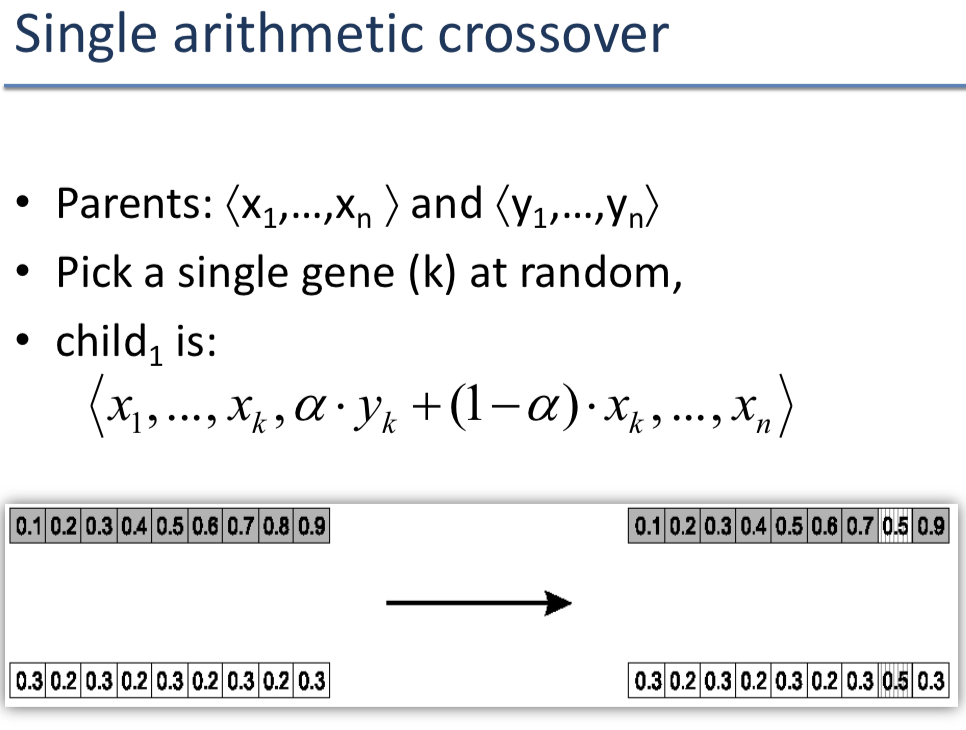 Single arithmetic crossover
• Parents: ⟨x₁,…,xₙ ⟩ and ⟨y₁,…,yₙ⟩
• Pick a single gene (k) at random,
• child₁ is:
⟨x₁,..., xₖ, α · yₖ + (1 − α) · xₖ,..., xₙ⟩
0.1 0.2 0.3 0.4 0.5 0.6 0.7 0.8 0.9 0.1 0.2 0.3 0.4 0.5 0.6 0.7 0.5 0.9
0.3 0.2 0.3 0.2 0.3 0.2 0.3 0.2 0.3 0.3 0.2 0.3 0.2 0.3 0.2 0.3 0.5 0.3